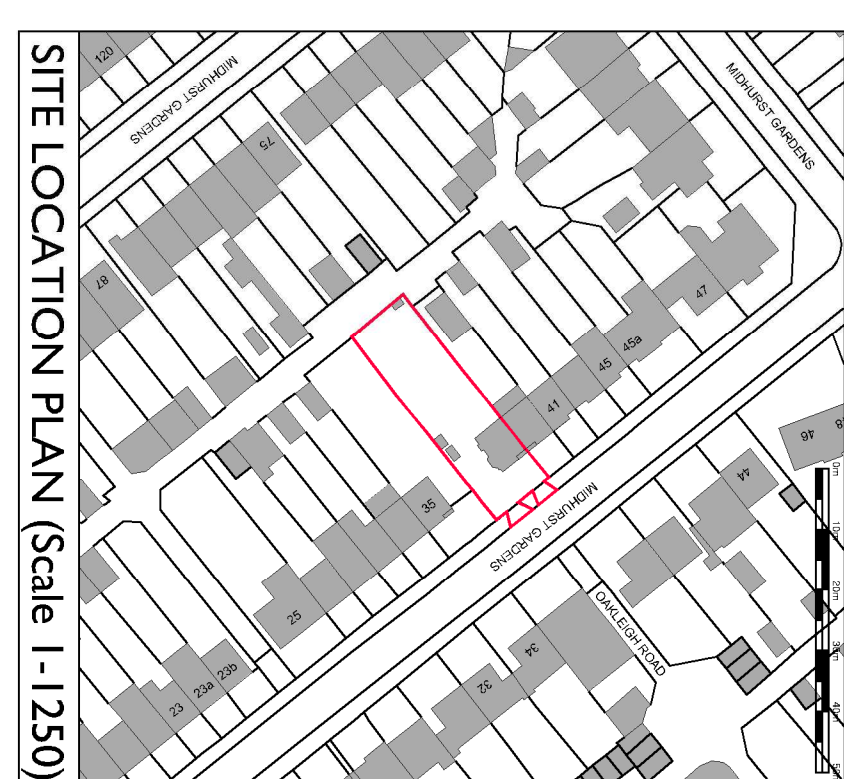 SITE LOCATION PLAN (Scale 1-1250)
120
MIDHURST GARDENS
MIDHURST GARDENS
75
87
47
45a
45
41
46
44
35
MIDHURST GARDENS
25
OAKLEIGH ROAD
34
32
23b
23a
23
0m
10m
20m
30m
40m